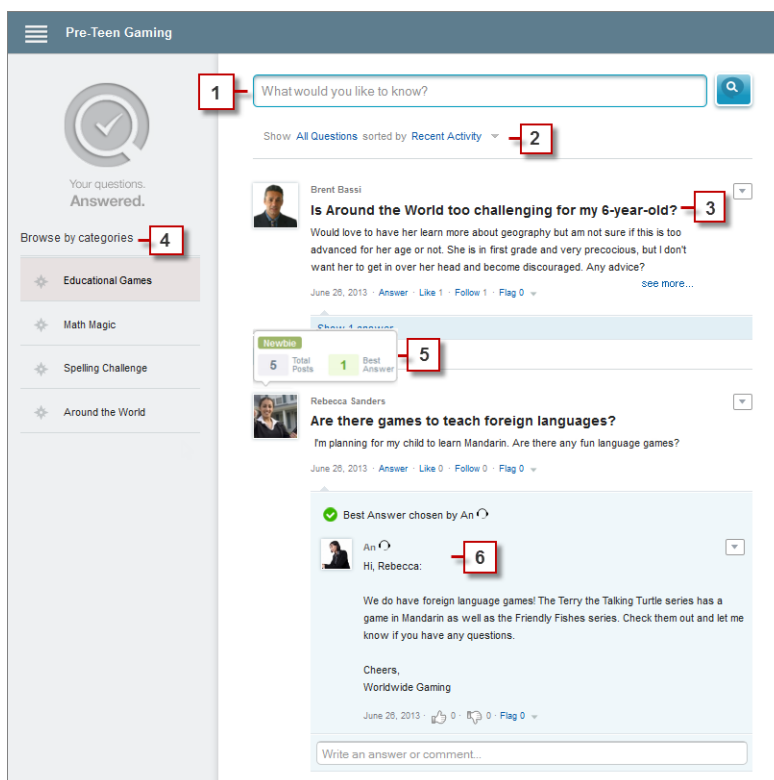 Pre-Teen Gaming
1
What would you like to know?
Show All Questions sorted by Recent Activity
2
Your questions.
Answered.
Browse by categories
4
Educational Games
Math Magic
Spelling Challenge
Around the World
Brent Bassi
Is Around the World too challenging for my 6-year-old?
3
Would love to have her learn more about geography but am not sure if this is too
advanced for her age or not. She is in first grade and very precocious, but I don't
want her to get in over her head and become discouraged. Any advice?
see more...
June 26, 2013 · Answer · Like 1 · Follow 1 · Flag 0
Show 1 answer
Newbie
5 Total Posts 1 Best Answer
5
Rebecca Sanders
Are there games to teach foreign languages?
I'm planning for my child to learn Mandarin. Are there any fun language games?
June 26, 2013 · Answer · Like 0 · Follow 0 · Flag 0
Best Answer chosen by An
An
6
Hi, Rebecca:
We do have foreign language games! The Terry the Talking Turtle series has a
game in Mandarin as well as the Friendly Fishes series. Check them out and let me
know if you have any questions.
Cheers,
Worldwide Gaming
June 26, 2013 · 0 · 0 · Flag 0
Write an answer or comment...